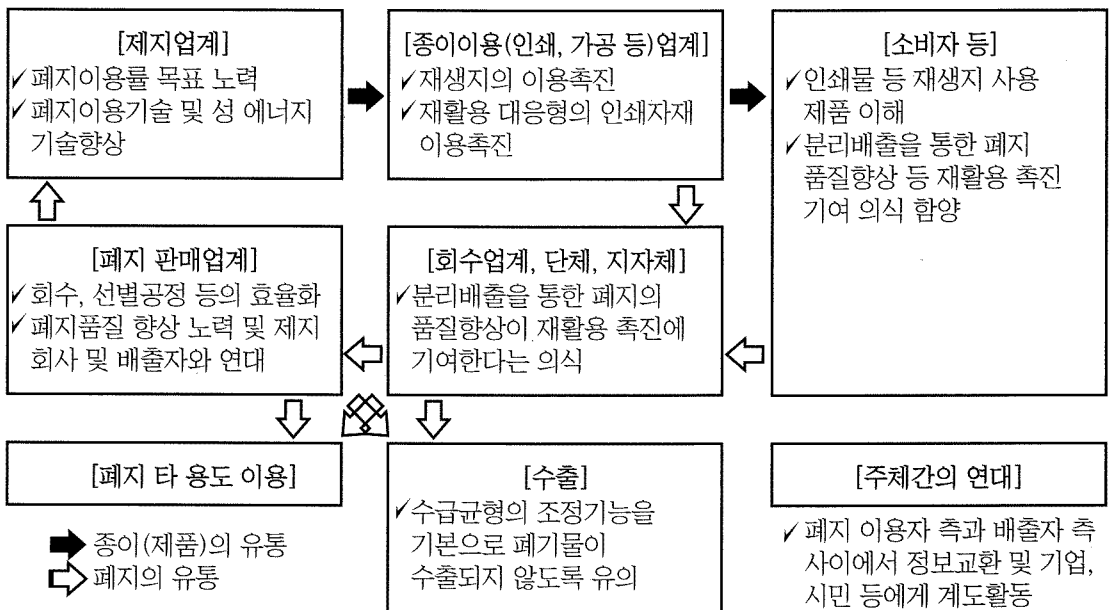 [제지업계]
✓폐지이용률 목표 노력
✓폐지이용기술 및 성 에너지
기술향상
[종이이용(인쇄, 가공 등)업계]
✓재생지의 이용촉진
✓재활용 대응형의 인쇄자재
이용촉진
[소비자 등]
✓인쇄물 등 재생지 사용
제품 이해
✓분리배출을 통한 폐지
품질향상 등 재활용 촉진
기여 의식 함양
[폐지 판매업계]
✓회수, 선별공정 등의 효율화
✓폐지품질 향상 노력 및 제지
회사 및 배출자와 연대
[회수업계, 단체, 지자체]
✓분리배출을 통한 폐지의
품질향상이 재활용 촉진에
기여한다는 의식
[폐지 타 용도 이용]
종이(제품)의 유통
폐지의 유통
[수출]
✓수급균형의 조정기능을
기본으로 폐기물이
수출되지 않도록 유의
[주체간의 연대]
✓폐지 이용자 측과 배출자 측
사이에서 정보교환 및 기업,
시민 등에게 계도활동